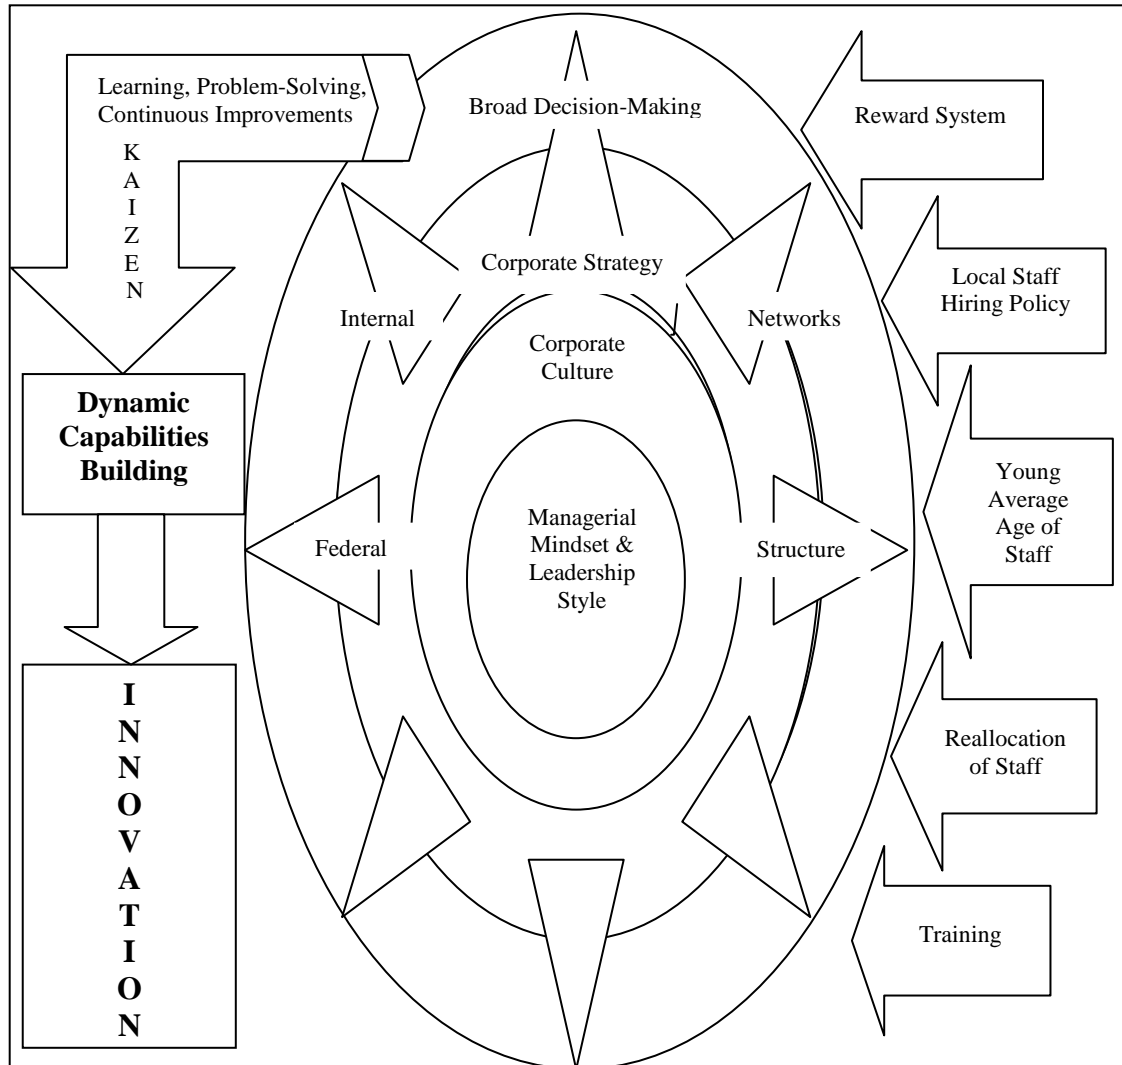 Learning, Problem-Solving,
Continuous Improvements
K
A
I
Z
E
N
Dynamic
Capabilities
Building
I
N
N
O
V
A
T
I
O
N
Broad Decision-Making
Corporate Strategy
Internal
Networks
Corporate
Culture
Federal
Structure
Managerial
Mindset &
Leadership
Style
Reward System
Local Staff
Hiring Policy
Young
Average
Age of
Staff
Reallocation
of Staff
Training